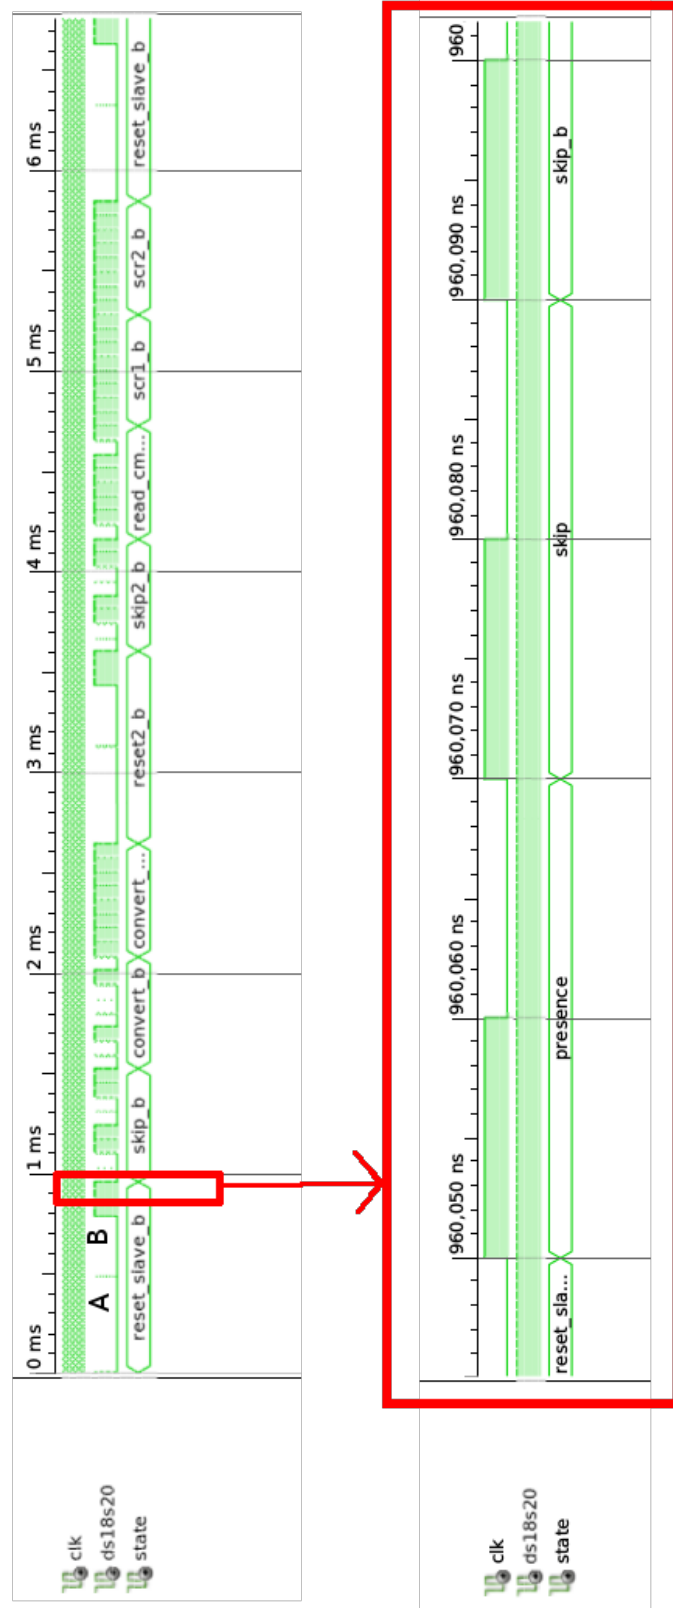 0 ms 1 ms 2 ms 3 ms 4 ms 5 ms 6 ms
clk
ds18s20 A B
state reset_slave_b skip_b convert_b convert_... reset2_b skip2_b read_cm... scr1_b scr2_b reset_slave_b
960,050 ns 960,060 ns 960,070 ns 960,080 ns 960,090 ns 960
clk
ds18s20
state reset_sla... presence skip skip_b